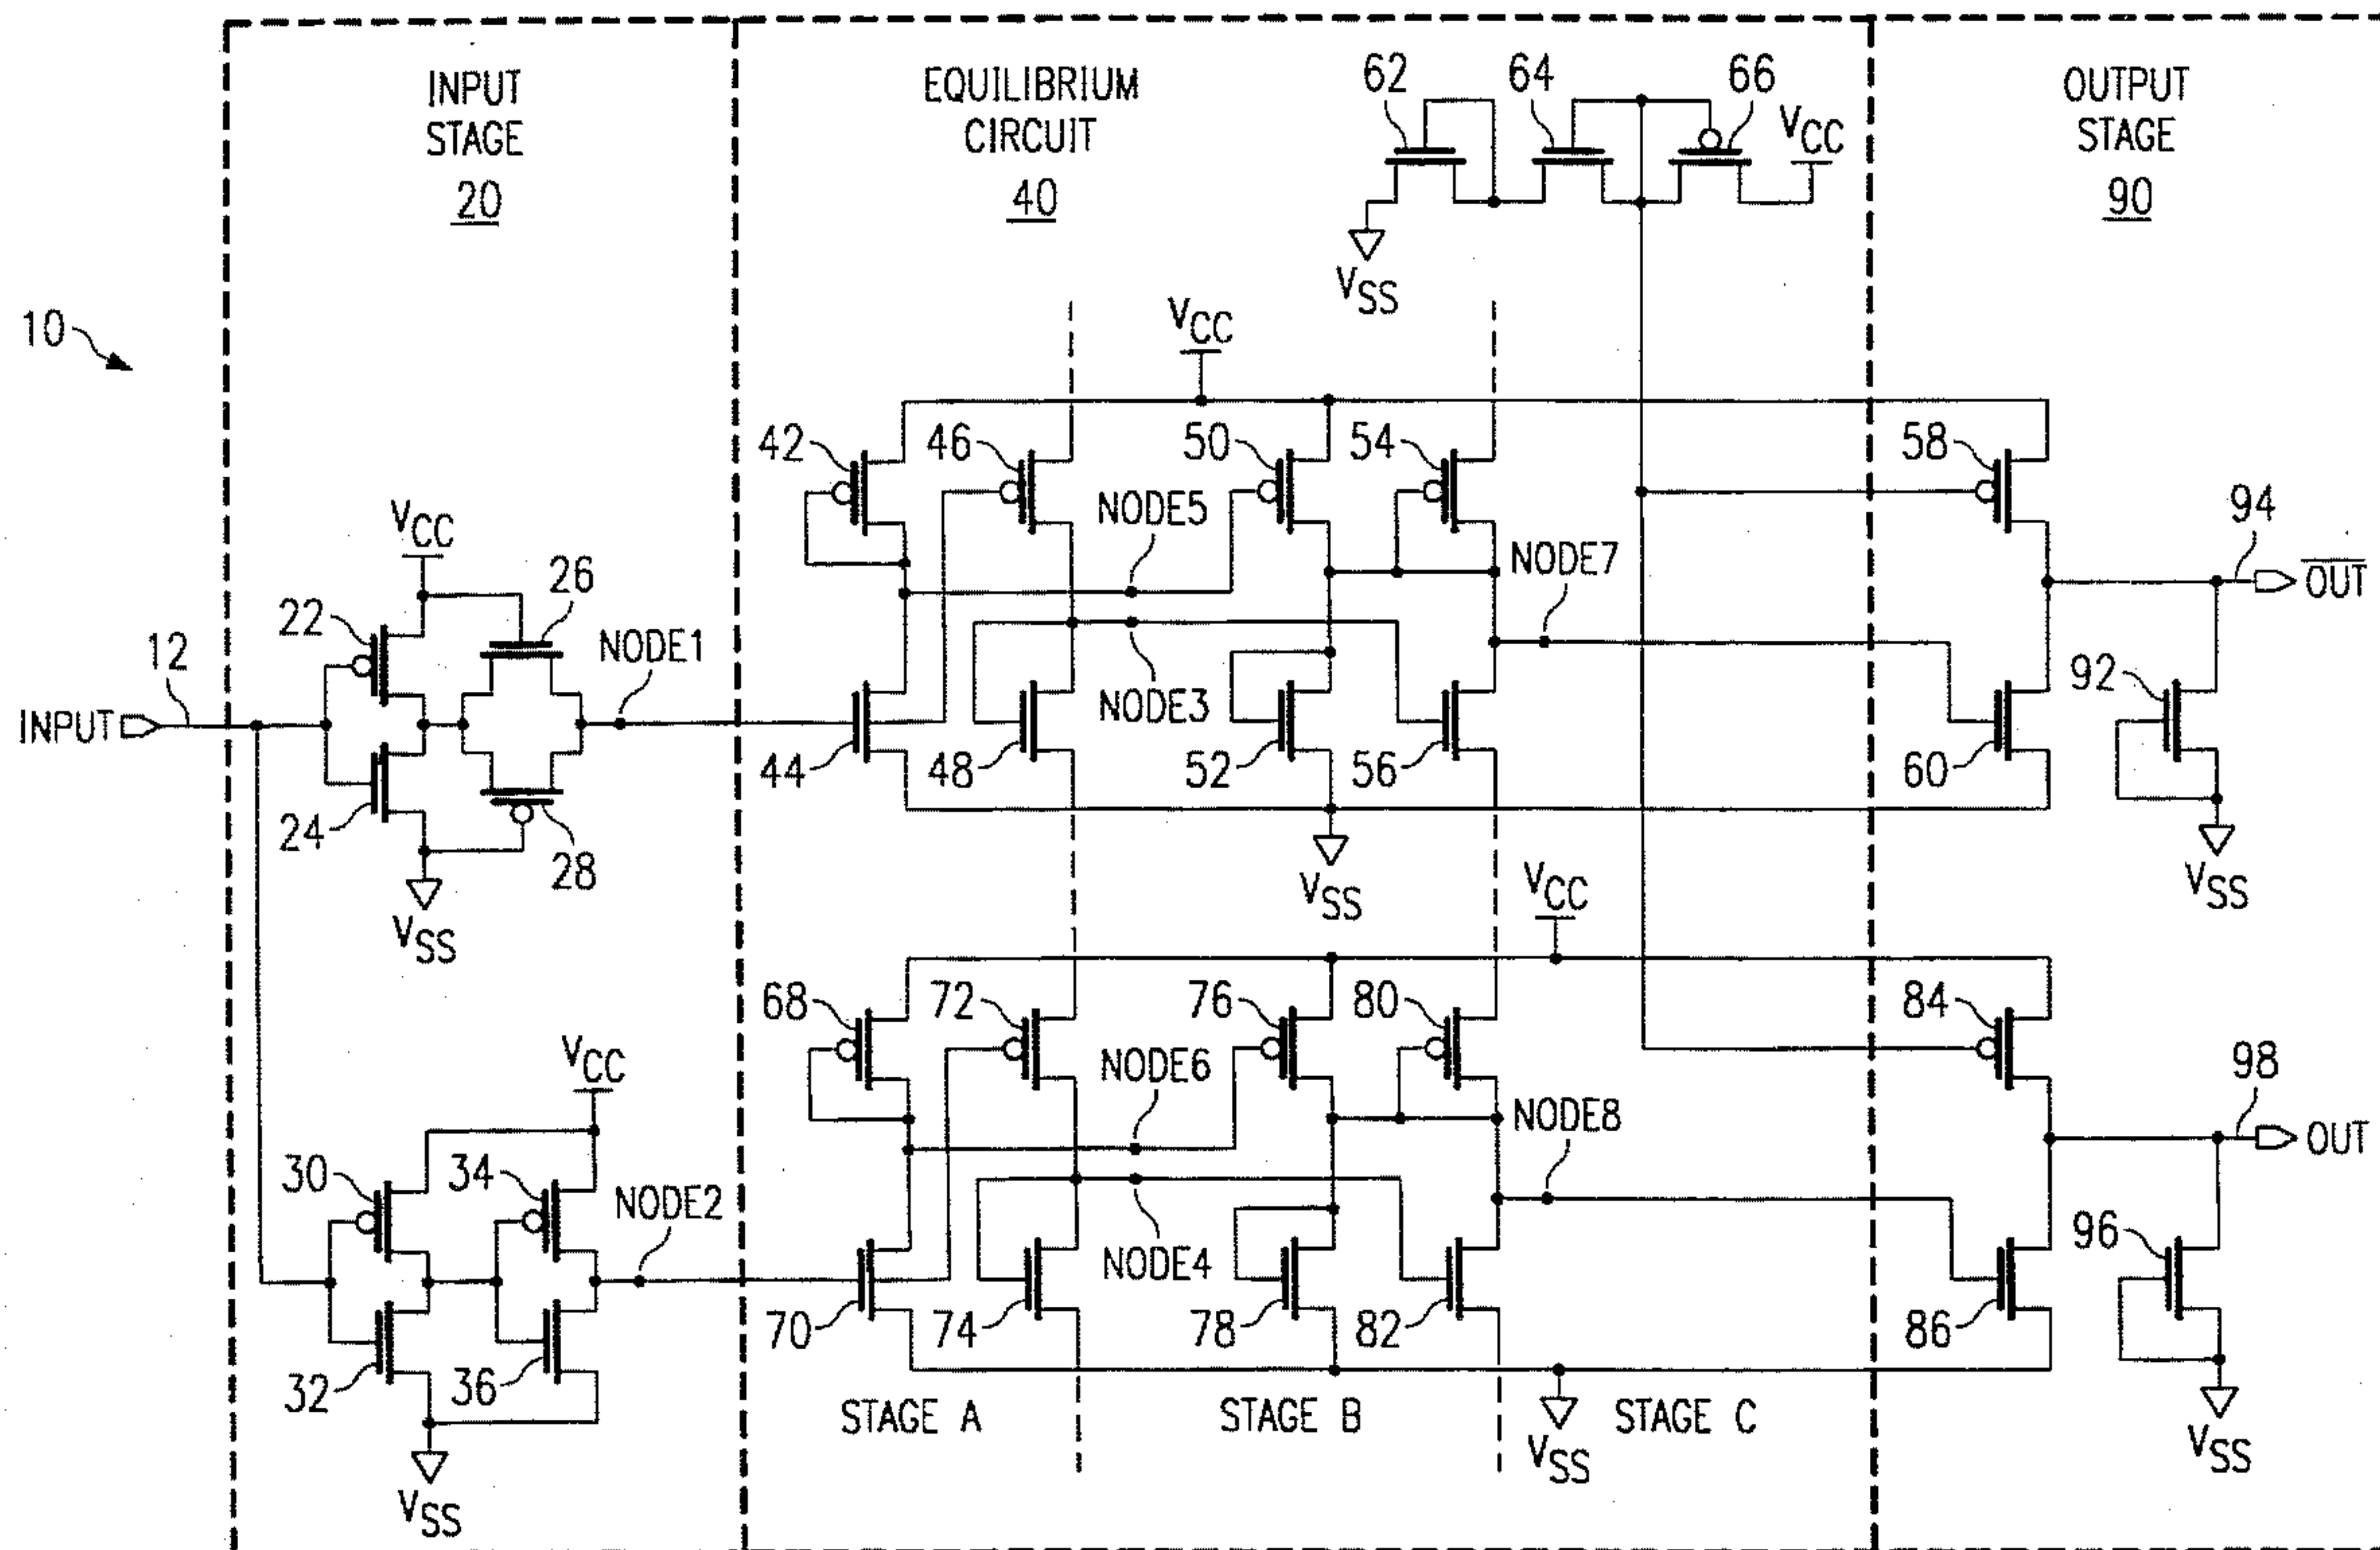 INPUT
STAGE
20
EQUILIBRIUM
CIRCUIT
40
62
64
66
VCC
VSS
OUTPUT
STAGE
90
10
VCC
42
46
50
54
58
NODE5
NODE7
94
OUT
VCC
22
26
12
NODE1
INPUT
NODE3
92
44
48
52
56
60
24
28
VSS
VSS
VSS
VCC
68
72
76
80
84
VCC
NODE6
NODE8
98
OUT
30
34
NODE2
NODE4
96
70
74
78
82
86
32
36
STAGE A
STAGE B
STAGE C
VSS
VSS
VSS